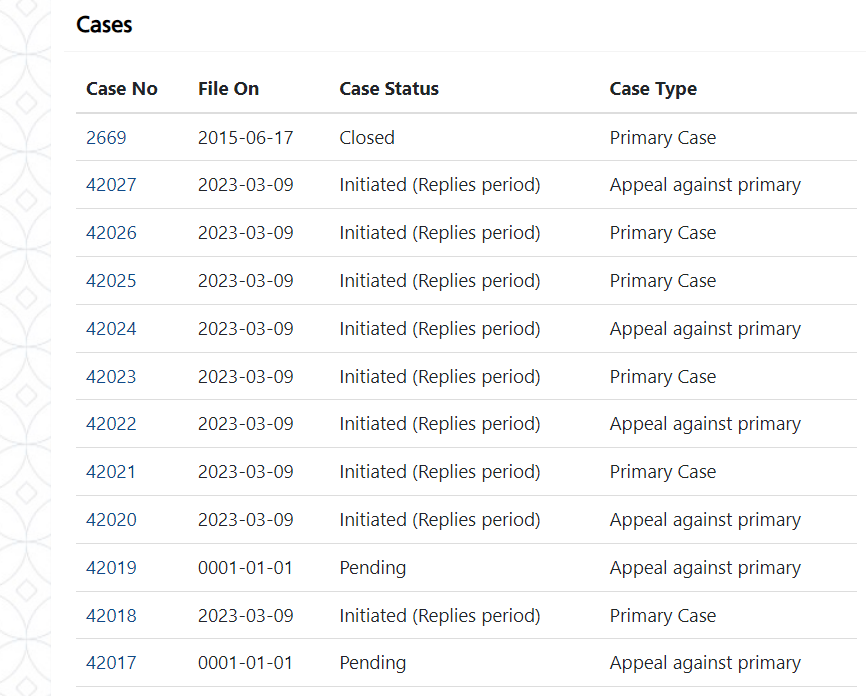 Cases
Case No File On Case Status Case Type
2669 2015-06-17 Closed Primary Case
42027 2023-03-09 Initiated (Replies period) Appeal against primary
42026 2023-03-09 Initiated (Replies period) Primary Case
42025 2023-03-09 Initiated (Replies period) Primary Case
42024 2023-03-09 Initiated (Replies period) Appeal against primary
42023 2023-03-09 Initiated (Replies period) Primary Case
42022 2023-03-09 Initiated (Replies period) Appeal against primary
42021 2023-03-09 Initiated (Replies period) Primary Case
42020 2023-03-09 Initiated (Replies period) Appeal against primary
42019 0001-01-01 Pending Appeal against primary
42018 2023-03-09 Initiated (Replies period) Primary Case
42017 0001-01-01 Pending Appeal against primary